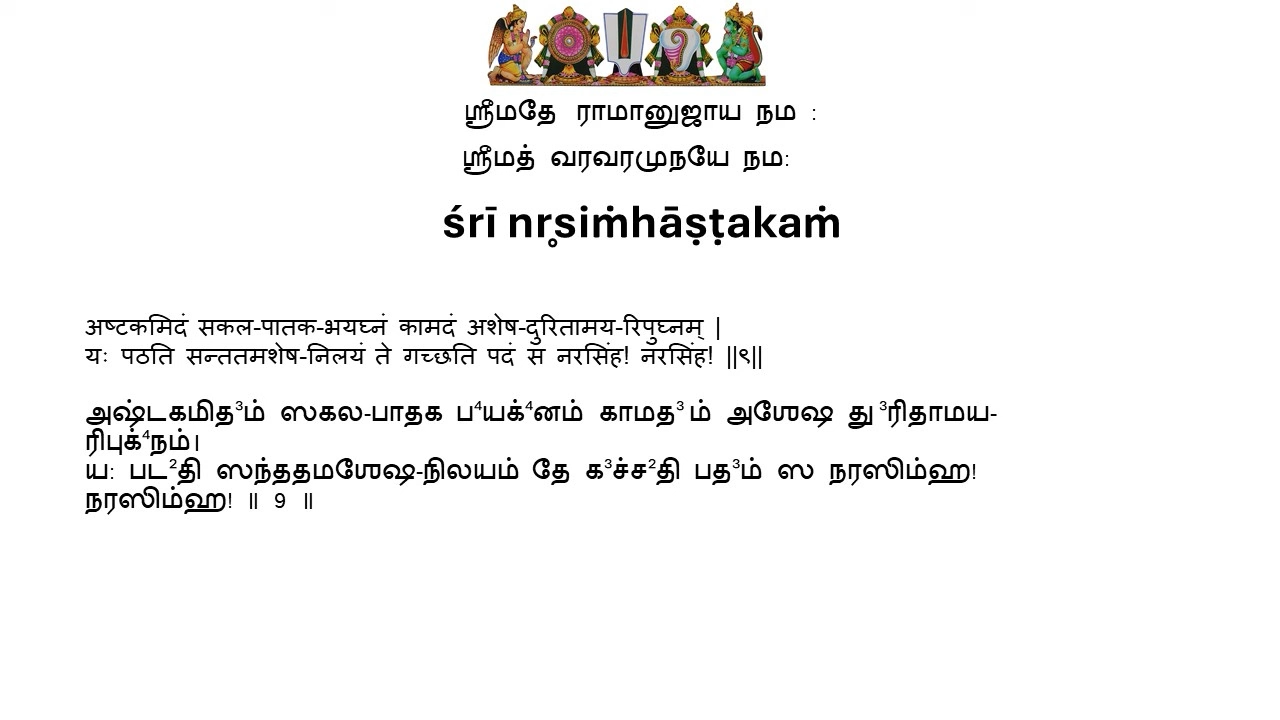 ஸ்ரீமதே ராமானுஜாய நம :
ஸ்ரீமத் வரவரமுநயே நம:
śrī nr̥siṁhāṣṭakaṁ
अष्टकमिदं सकल-पातक-भयघ्नं कामदं अशेष-दुरितामय-रिपुघ्नम् |
यः पठति सन्ततमशेष-निलयं ते गच्छति पदं स नरसिंह! नरसिंह! ||९||
அஷ்டகமித³ம் ஸகல-பாதக ப⁴யக்⁴னம் காமத³ம் அஶேஷ து³ரிதாமய-
ரிபுக்⁴நம்।
ய: பட²தி ஸந்ததமஶேஷ-நிலயம் தே க³ச்ச²தி பத³ம் ஸ நரஸிம்ஹ!
நரஸிம்ஹ! ॥ 9 ॥